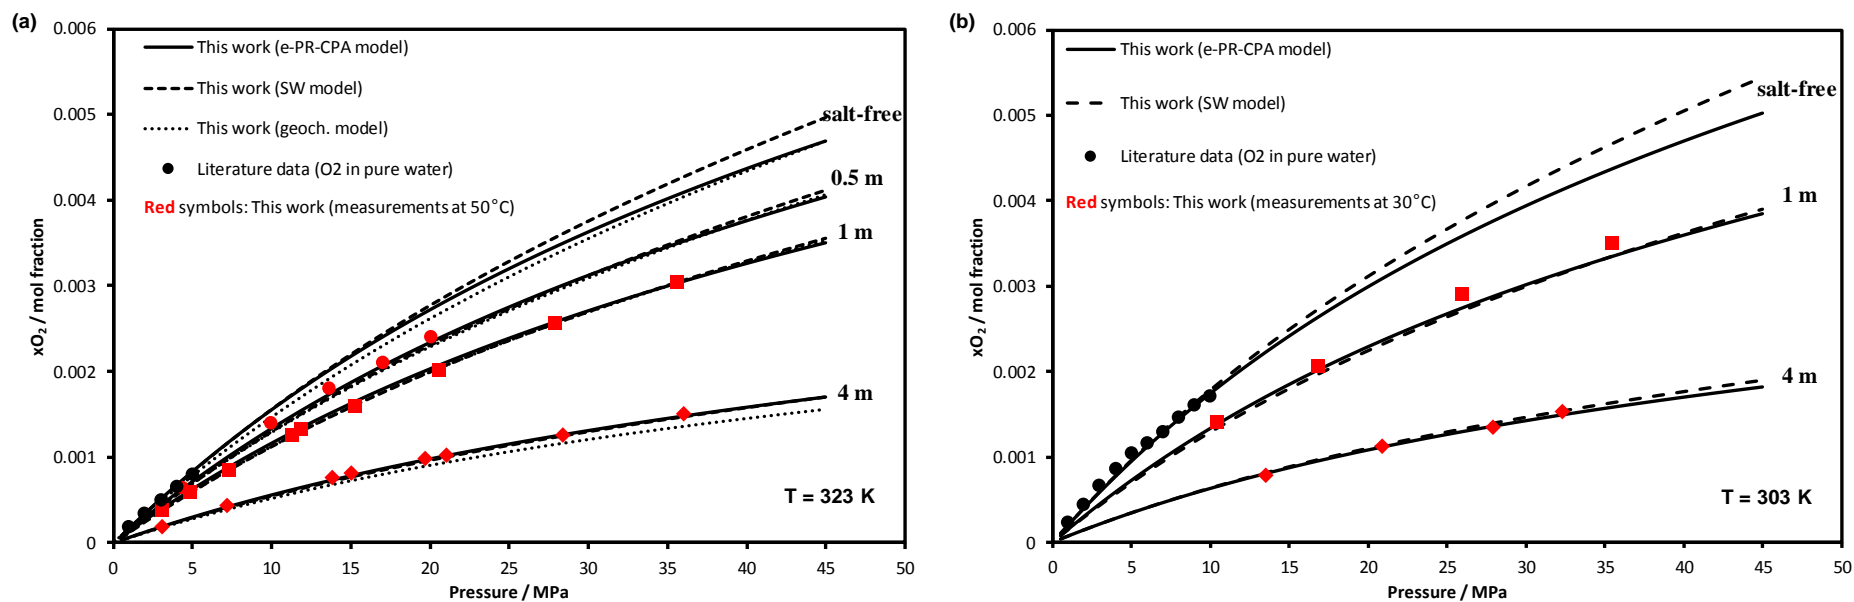 (a)
0.006
0.005
0.004
0.003
0.002
0.001
0
xO2 / mol fraction
This work (e-PR-CPA model)
This work (SW model)
This work (geoch. model)
Literature data (O2 in pure water)
Red symbols: This work (measurements at 50°C)
salt-free
0.5 m
1 m
4 m
T = 323 K
0 5 10 15 20 25 30 35 40 45 50
Pressure / MPa
(b)
0.006
0.005
0.004
0.003
0.002
0.001
0
xO2 / mol fraction
This work (e-PR-CPA model)
This work (SW model)
Literature data (O2 in pure water)
Red symbols: This work (measurements at 30°C)
salt-free
1 m
4 m
T = 303 K
0 5 10 15 20 25 30 35 40 45 50
Pressure / MPa